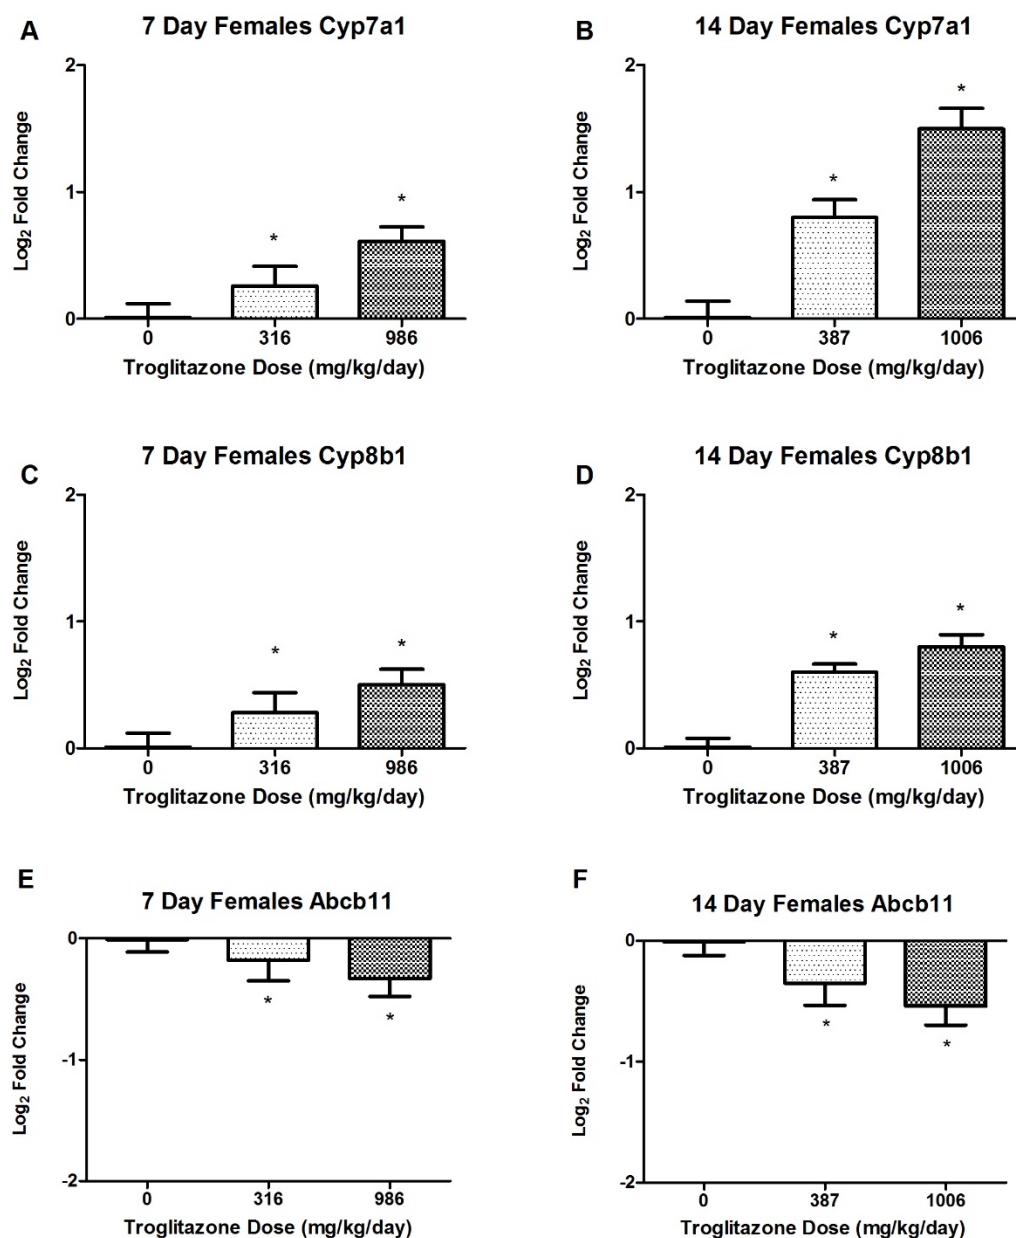 A
7 Day Females Cyp7a1
2
1
0
Log₂ Fold Change
*
*
0
316
986
Troglitazone Dose (mg/kg/day)
B
14 Day Females Cyp7a1
2
1
0
Log₂ Fold Change
*
*
0
387
1006
Troglitazone Dose (mg/kg/day)
C
7 Day Females Cyp8b1
2
1
0
Log₂ Fold Change
*
*
0
316
986
Troglitazone Dose (mg/kg/day)
D
14 Day Females Cyp8b1
2
1
0
Log₂ Fold Change
*
*
0
387
1006
Troglitazone Dose (mg/kg/day)
E
7 Day Females Abcb11
0
-1
-2
Log₂ Fold Change
*
*
0
316
986
Troglitazone Dose (mg/kg/day)
F
14 Day Females Abcb11
0
-1
-2
Log₂ Fold Change
*
*
0
387
1006
Troglitazone Dose (mg/kg/day)